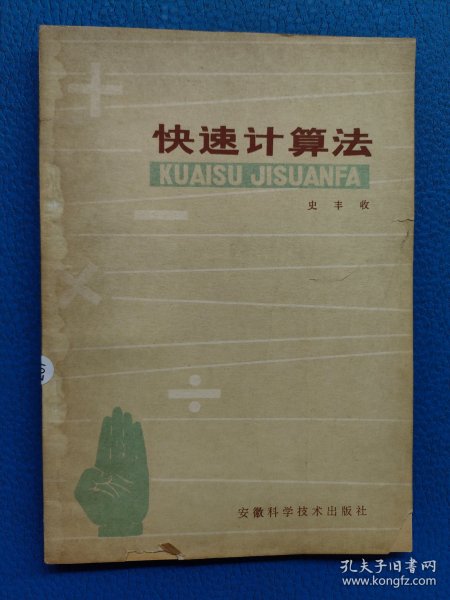 快速计算法
KUAISU JISUANFA
史丰收
安徽科学技术出版社
孔夫子旧书网
www.kongfz.com